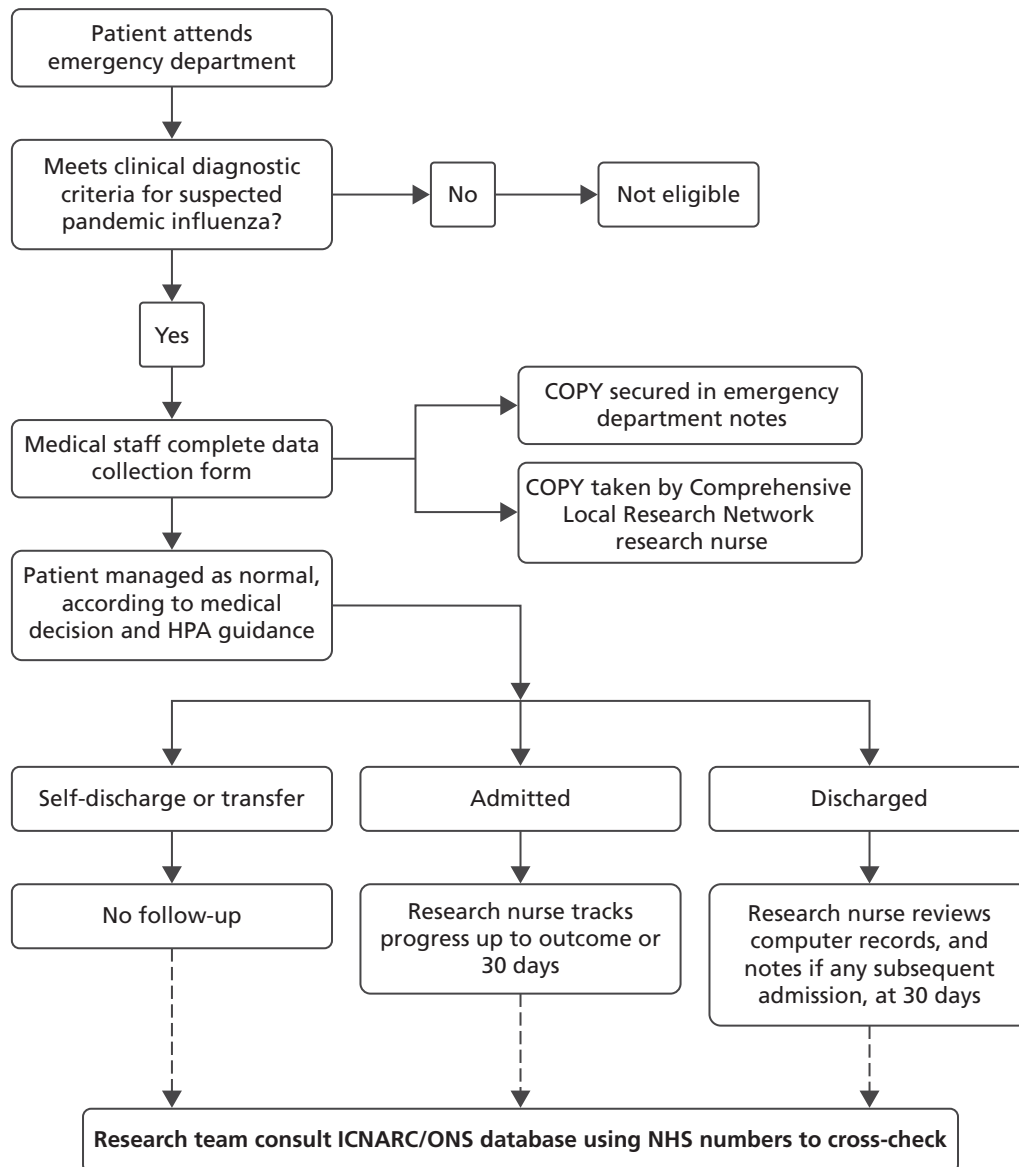 Patient attends
emergency department
Meets clinical diagnostic
criteria for suspected
pandemic influenza?
No
Not eligible
Yes
Medical staff complete data
collection form
COPY secured in emergency
department notes
COPY taken by Comprehensive
Local Research Network
research nurse
Patient managed as normal,
according to medical
decision and HPA guidance
Self-discharge or transfer
Admitted
Discharged
No follow-up
Research nurse tracks
progress up to outcome or
30 days
Research nurse reviews
computer records, and
notes if any subsequent
admission, at 30 days
Research team consult ICNARC/ONS database using NHS numbers to cross-check